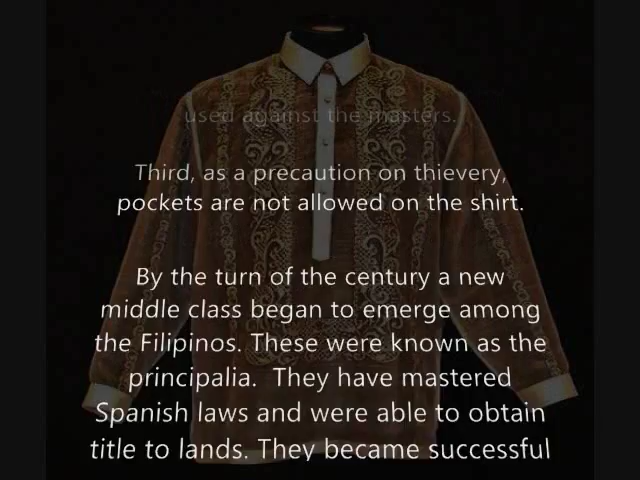 used against the masters.
Third, as a precaution on thievery,
pockets are not allowed on the shirt.
By the turn of the century a new
middle class began to emerge among
the Filipinos. These were known as the
principalia. They have mastered
Spanish laws and were able to obtain
title to lands. They became successful